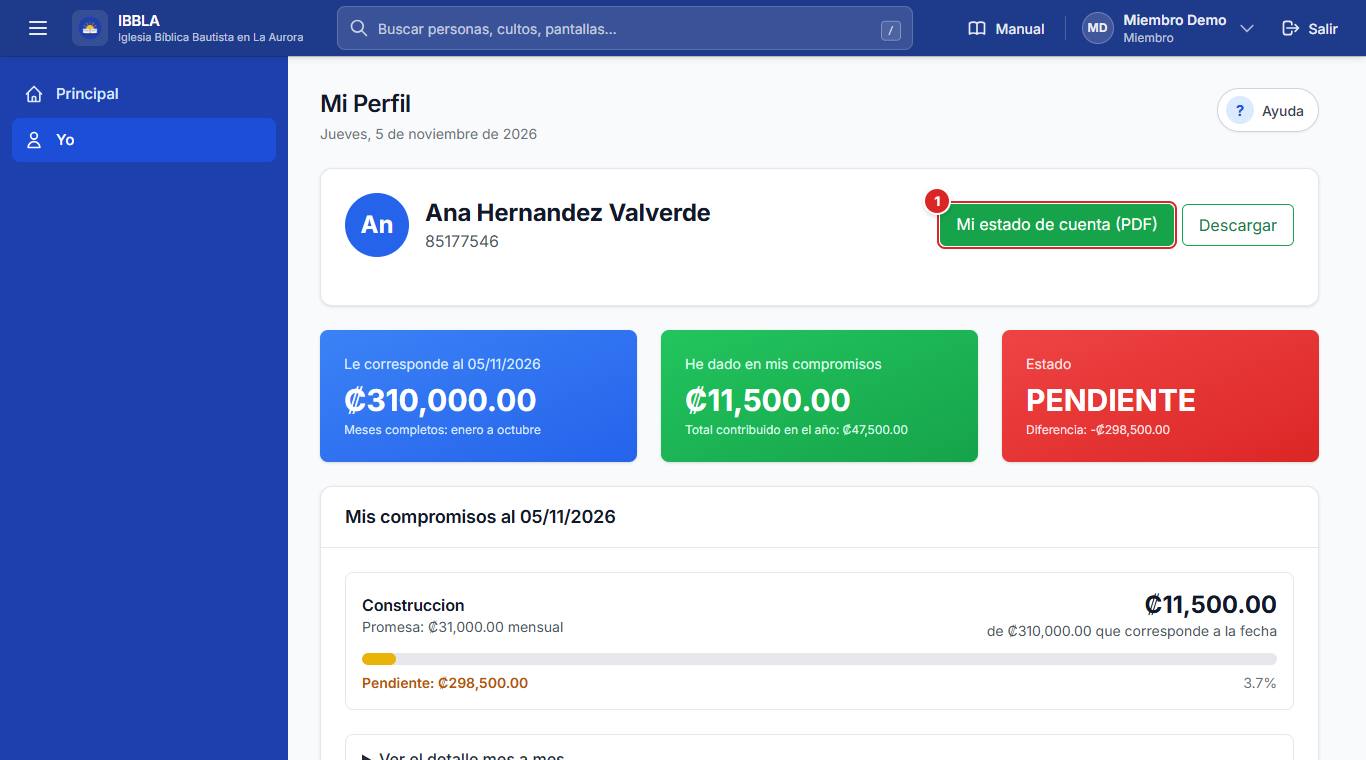 IBBLA
Iglesia Bíblica Bautista en La Aurora
Buscar personas, cultos, pantallas...
/
Manual
MD
Miembro Demo
Miembro
Salir
Principal
Yo
Mi Perfil
Jueves, 5 de noviembre de 2026
? Ayuda
An
Ana Hernandez Valverde
85177546
1
Mi estado de cuenta (PDF)
Descargar
Le corresponde al 05/11/2026
₡310,000.00
Meses completos: enero a octubre
He dado en mis compromisos
₡11,500.00
Total contribuido en el año: ₡47,500.00
Estado
PENDIENTE
Diferencia: -₡298,500.00
Mis compromisos al 05/11/2026
Construccion
Promesa: ₡31,000.00 mensual
₡11,500.00
de ₡310,000.00 que corresponde a la fecha
Pendiente: ₡298,500.00
3.7%
Ver el detalle mes a mes